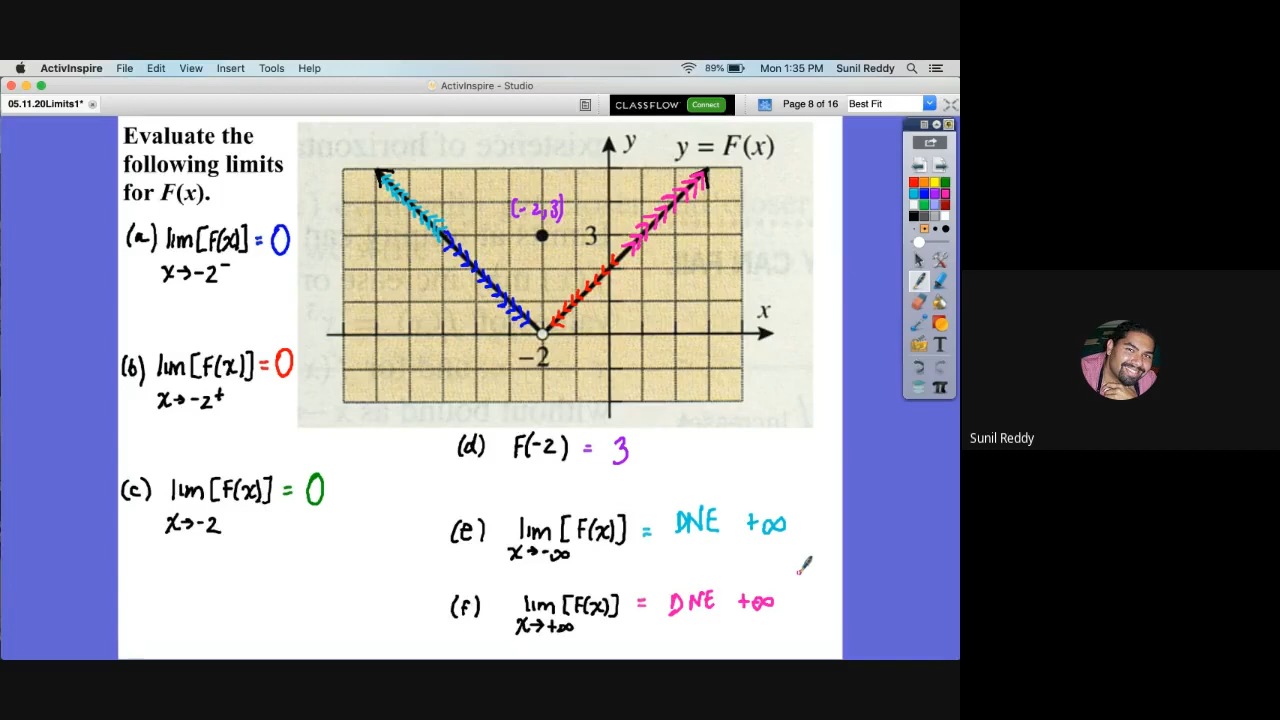 ActivInspire File Edit View Insert Tools Help 89% Mon 1:35 PM Sunil Reddy
ActivInspire - Studio
05.11.20Limits1* CLASSFLOW Connect Page 8 of 16 Best Fit
Evaluate the
following limits
for F(x).
y
y = F(x)
(-2,3)
3
x
-2
(a) lim [F(x)] = 0
x→-2⁻
(b) lim [F(x)] = 0
x→-2⁺
(c) lim [F(x)] = 0
x→-2
(d) F(-2) = 3
(e) lim [F(x)] = DNE +∞
x→-∞
(f) lim [F(x)] = DNE +∞
x→+∞
T
π
Sunil Reddy